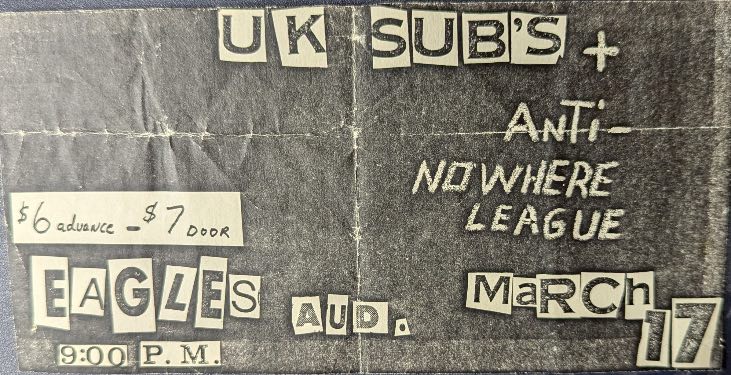 UK SUB'S +
ANTi-
NOWHERE
LEAGUE
$6 advance - $7 DOOR
EAGLES AUD. MaRCh 17
9:00 P. M.